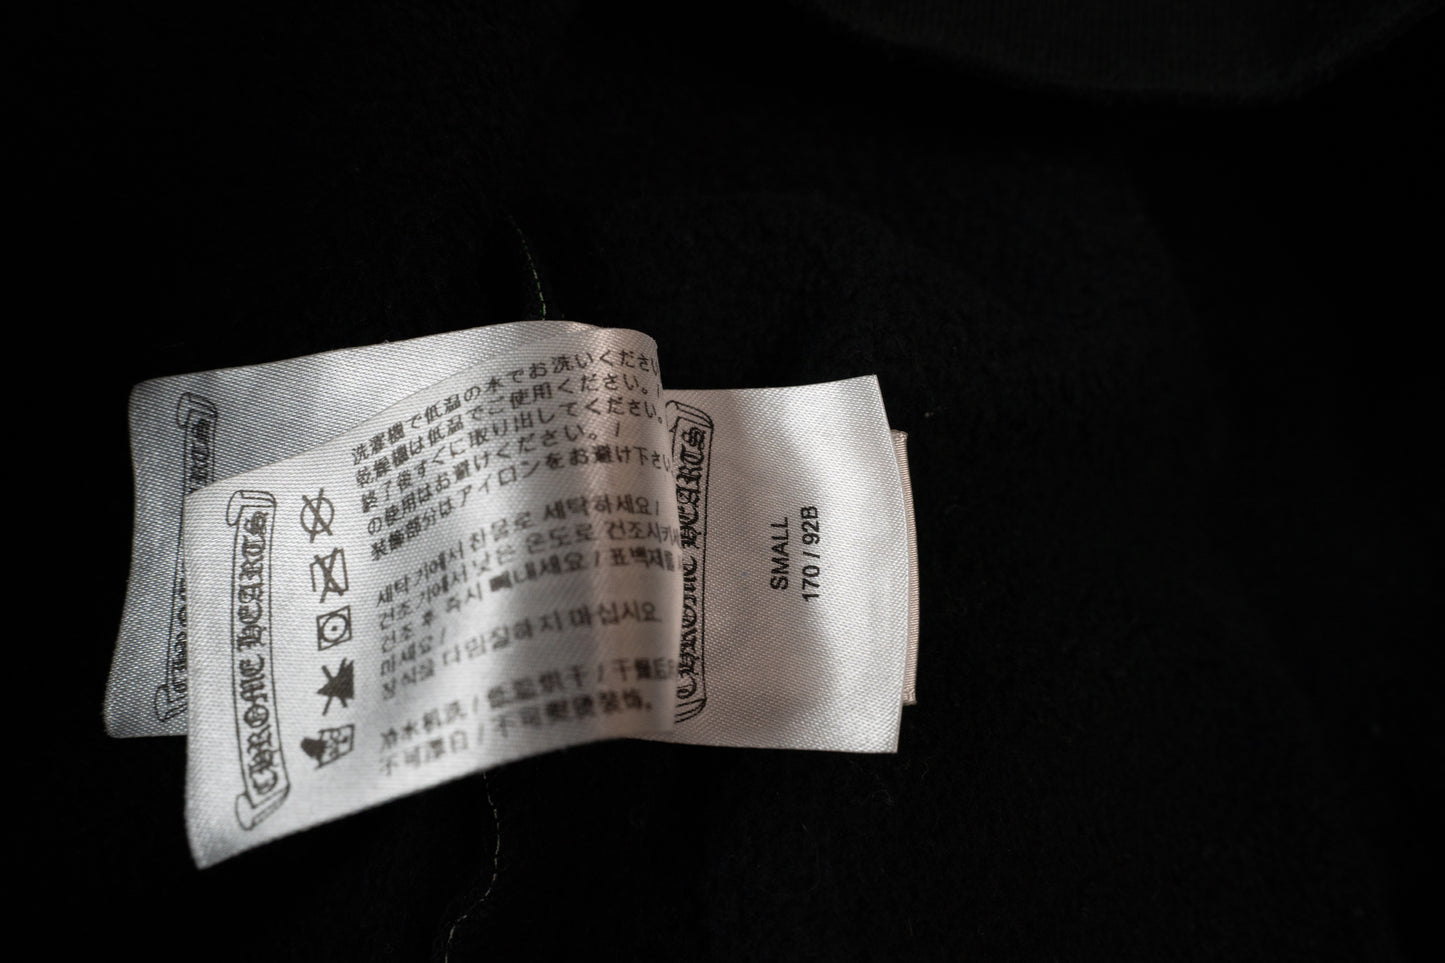 CHROME HEARTS
洗濯機で低温の水でお洗いください
乾燥機は低温でご使用ください。/
終了後すぐに取り出してください。
の使用はお避けください。/
装飾部分はアイロンをお避け下さい
세탁기에서 찬물로 세탁하세요/
건조기에서 낮은 온도로 건조시키
건조 후 즉시 빼내세요 / 표백제를
마세요/
장식을 다림질하지 마십시오
冷水机洗 / 低温烘干 / 干燥后
不可漂白 / 不可熨烫装饰。
CHROME HEARTS
SMALL
170 / 92B